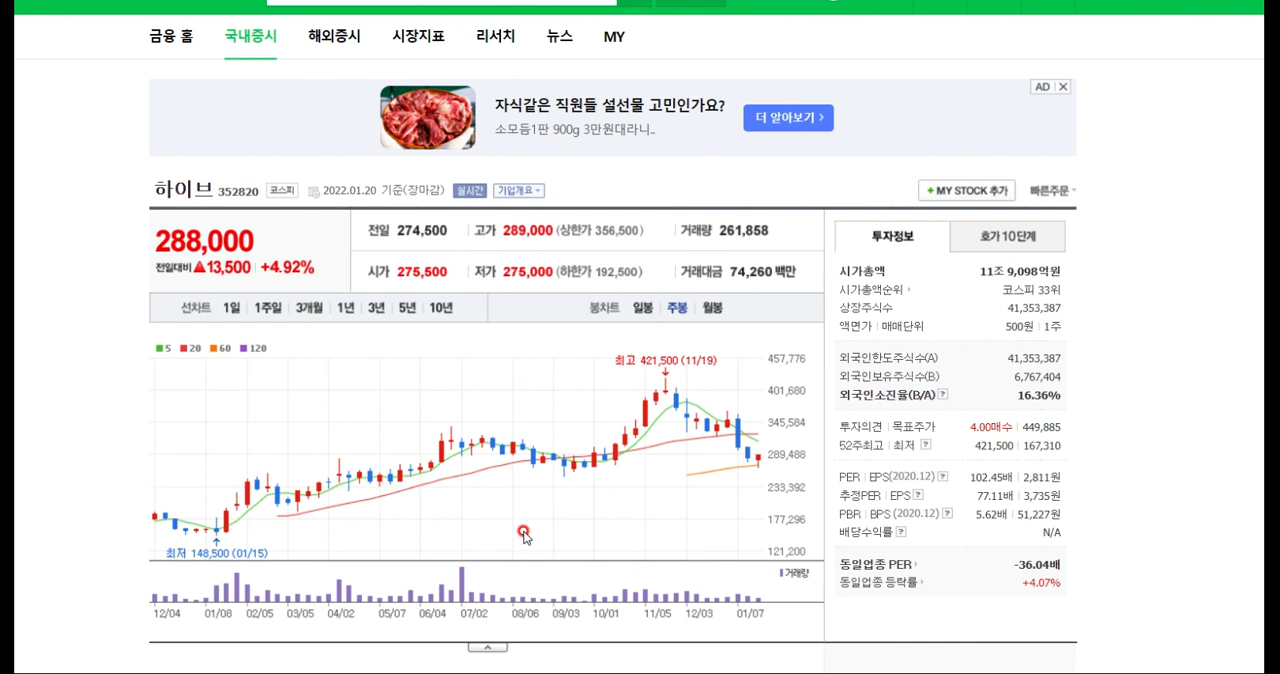 금융 홈 국내증시 해외증시 시장지표 리서치 뉴스 MY
AD
자식같은 직원들 설선물 고민인가요?
소모듬1판 900g 3만원대라니..
더 알아보기
하이브 352820 코스피 2022.01.20 기준(장마감) 실시간 기업개요
+ MY STOCK 추가 빠른주문
288,000
전일대비 ▲13,500 +4.92%
전일 274,500 고가 289,000 (상한가 356,500) 거래량 261,858
시가 275,500 저가 275,000 (하한가 192,500) 거래대금 74,260 백만
선차트 1일 1주일 3개월 1년 3년 5년 10년 봉차트 일봉 주봉 월봉
5 20 60 120
최고 421,500 (11/19)
457,776
401,680
345,584
289,488
233,392
177,296
121,200
최저 148,500 (01/15)
거래량
12/04 01/08 02/05 03/05 04/02 05/07 06/04 07/02 08/06 09/03 10/01 11/05 12/03 01/07
투자정보 호가 10단계
시가총액 11조 9,098억원
시가총액순위 코스피 33위
상장주식수 41,353,387
액면가 매매단위 500원 1주
외국인한도주식수(A) 41,353,387
외국인보유주식수(B) 6,767,404
외국인소진율(B/A) 16.36%
투자의견 목표주가 4.00매수 449,885
52주최고 최저 421,500 167,310
PER EPS(2020.12) 102.45배 2,811원
추정PER EPS 77.11배 3,735원
PBR BPS (2020.12) 5.62배 51,227원
배당수익률 N/A
동일업종 PER -36.04배
동일업종 등락률 +4.07%